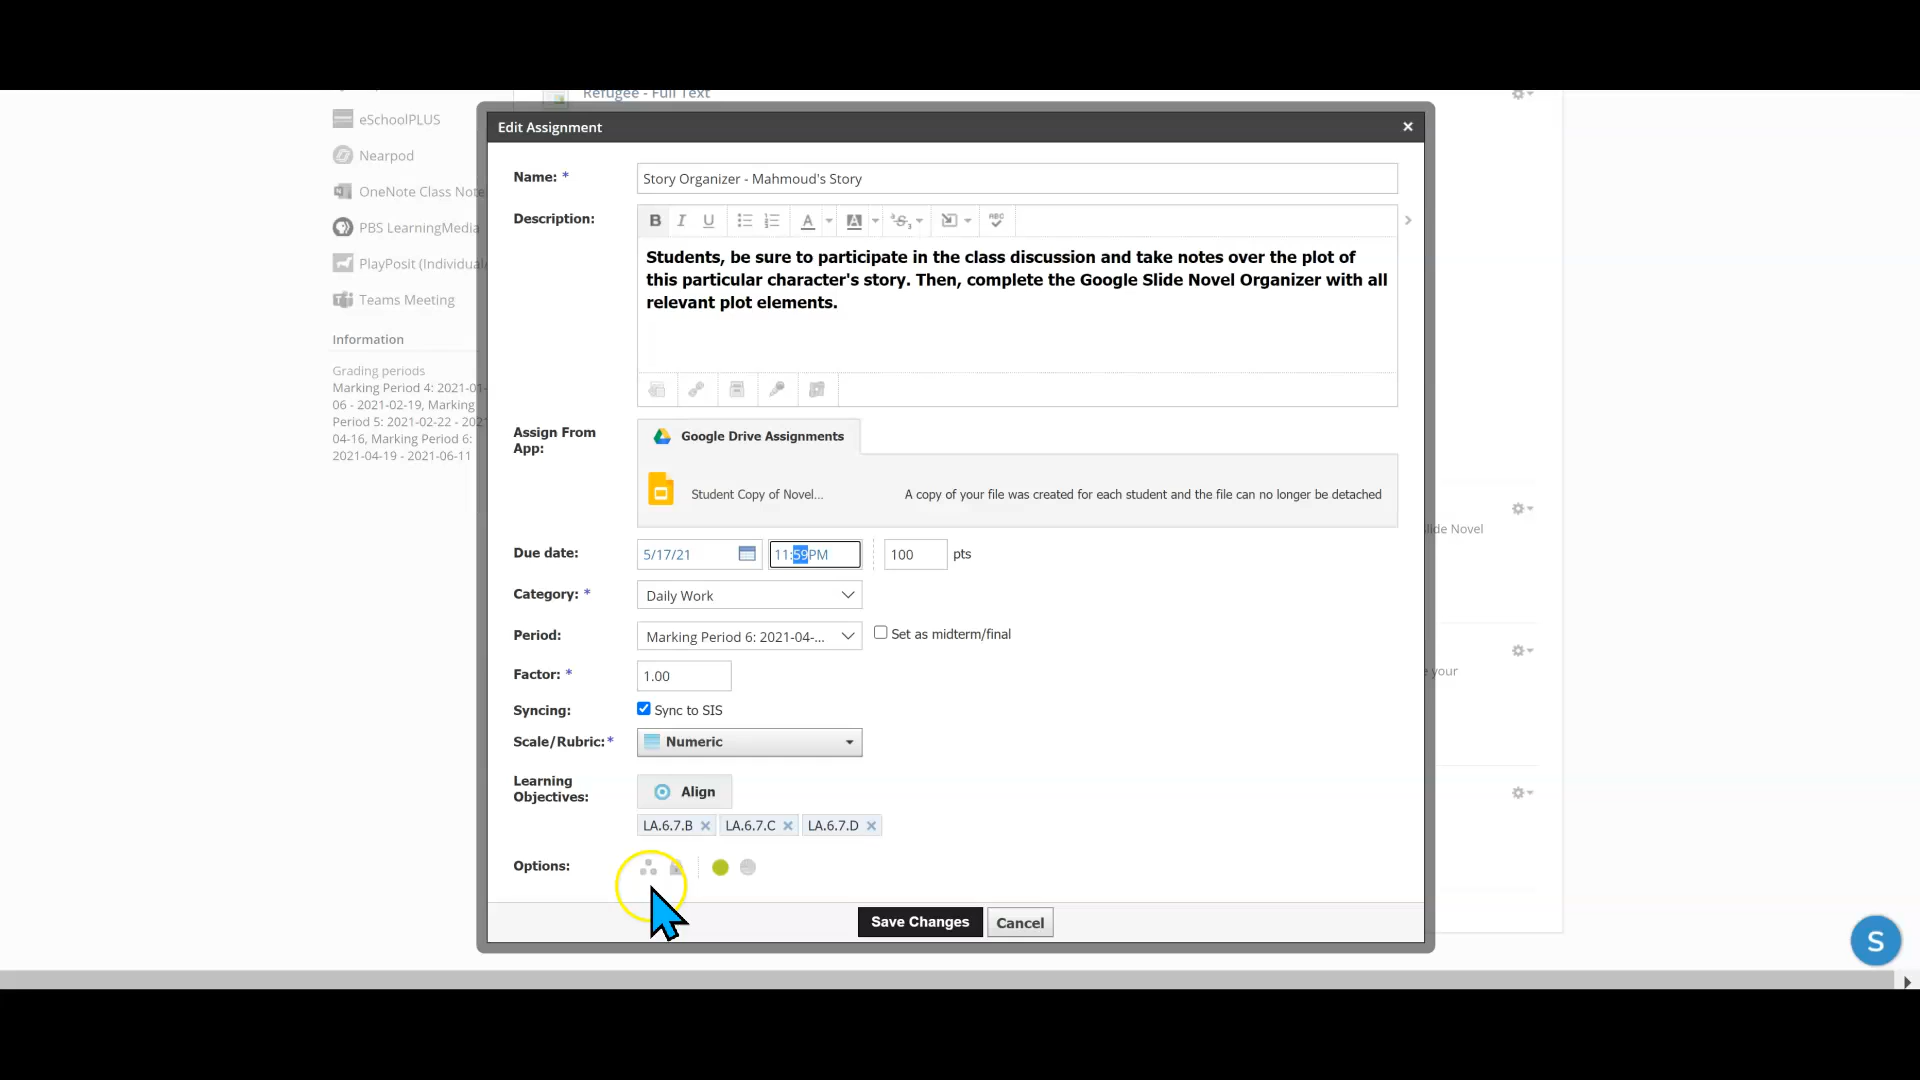 Refugee - Full Text
eSchoolPLUS
Nearpod
OneNote Class Note
PBS LearningMedia
PlayPosit (Individual
Teams Meeting
Information
Grading periods
Marking Period 4: 2021-01-
06 - 2021-02-19, Marking
Period 5: 2021-02-22 - 2021
04-16, Marking Period 6:
2021-04-19 - 2021-06-11
Edit Assignment
Name: *
Story Organizer - Mahmoud's Story
Description:
B I U A A S ABC
Students, be sure to participate in the class discussion and take notes over the plot of
this particular character's story. Then, complete the Google Slide Novel Organizer with all
relevant plot elements.
Assign From
App:
Google Drive Assignments
Student Copy of Novel...
A copy of your file was created for each student and the file can no longer be detached
Due date:
5/17/21
11:59PM
100 pts
Category: *
Daily Work
Period:
Marking Period 6: 2021-04-...
Set as midterm/final
Factor: *
1.00
Syncing:
Sync to SIS
Scale/Rubric:*
Numeric
Learning
Objectives:
Align
LA.6.7.B LA.6.7.C LA.6.7.D
Options:
Save Changes
Cancel
Slide Novel
your
S